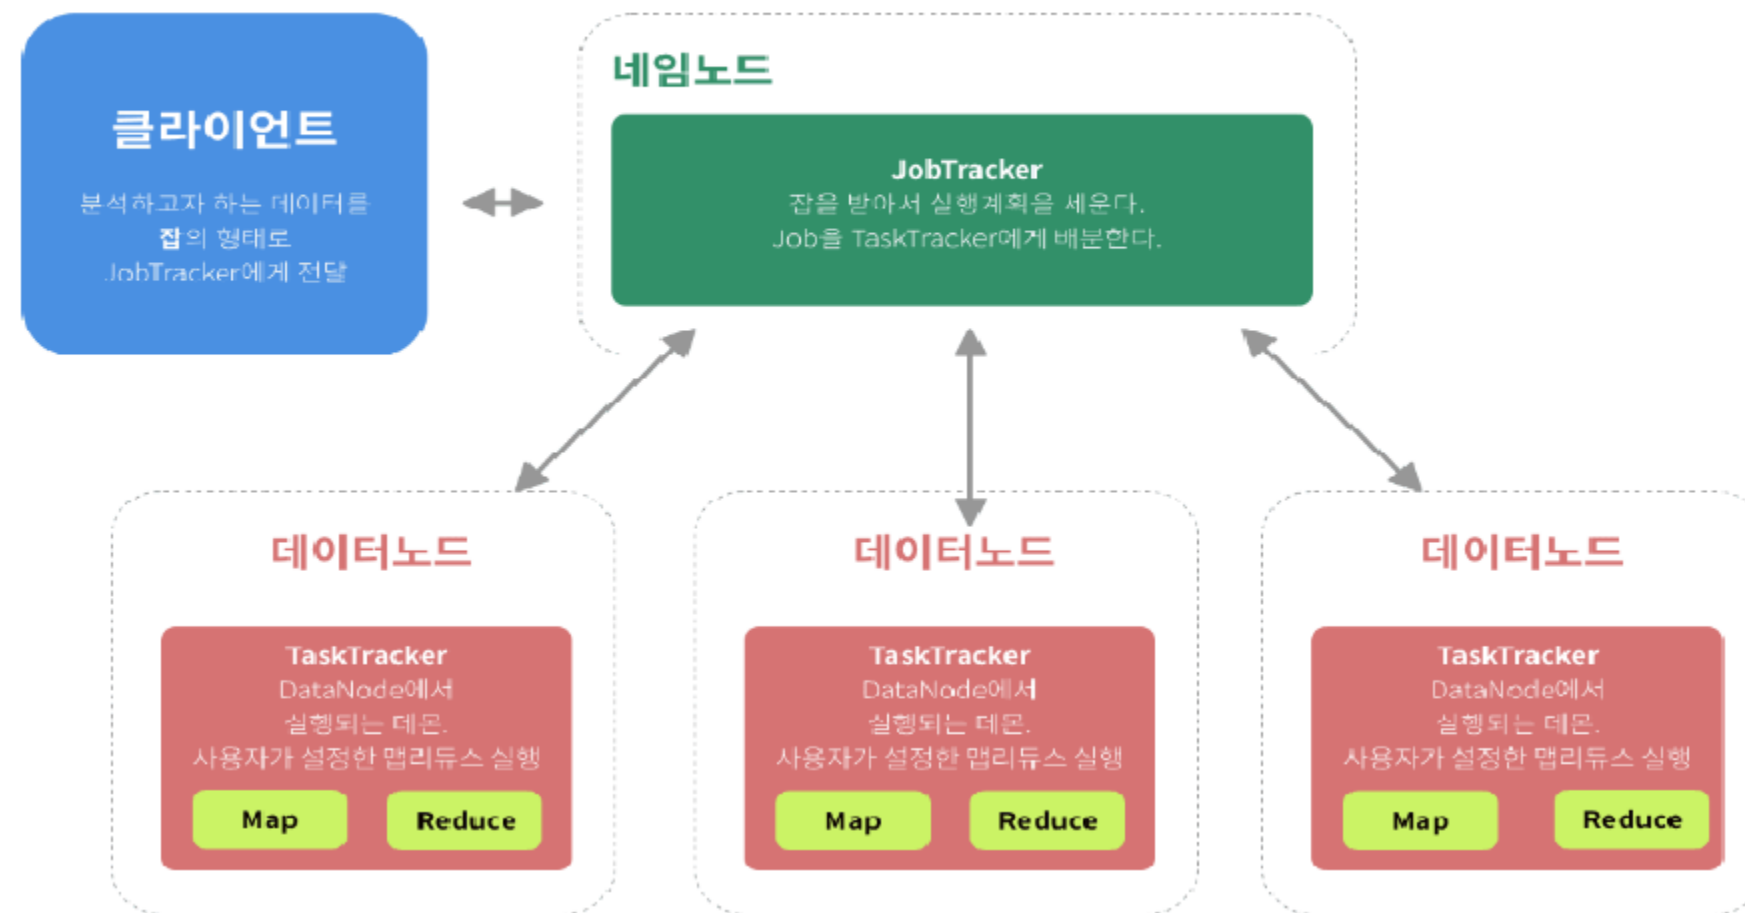 클라이언트
분석하고자 하는 데이터를
잡의 형태로
JobTracker에게 전달
네임노드
JobTracker
잡을 받아서 실행계획을 세운다.
Job을 TaskTracker에게 배분한다.
데이터노드
TaskTracker
DataNode에서
실행되는 데몬.
사용자가 설정한 맵리듀스 실행
Map
Reduce
데이터노드
TaskTracker
DataNode에서
실행되는 데몬.
사용자가 설정한 맵리듀스 실행
Map
Reduce
데이터노드
TaskTracker
DataNode에서
실행되는 데몬.
사용자가 설정한 맵리듀스 실행
Map
Reduce